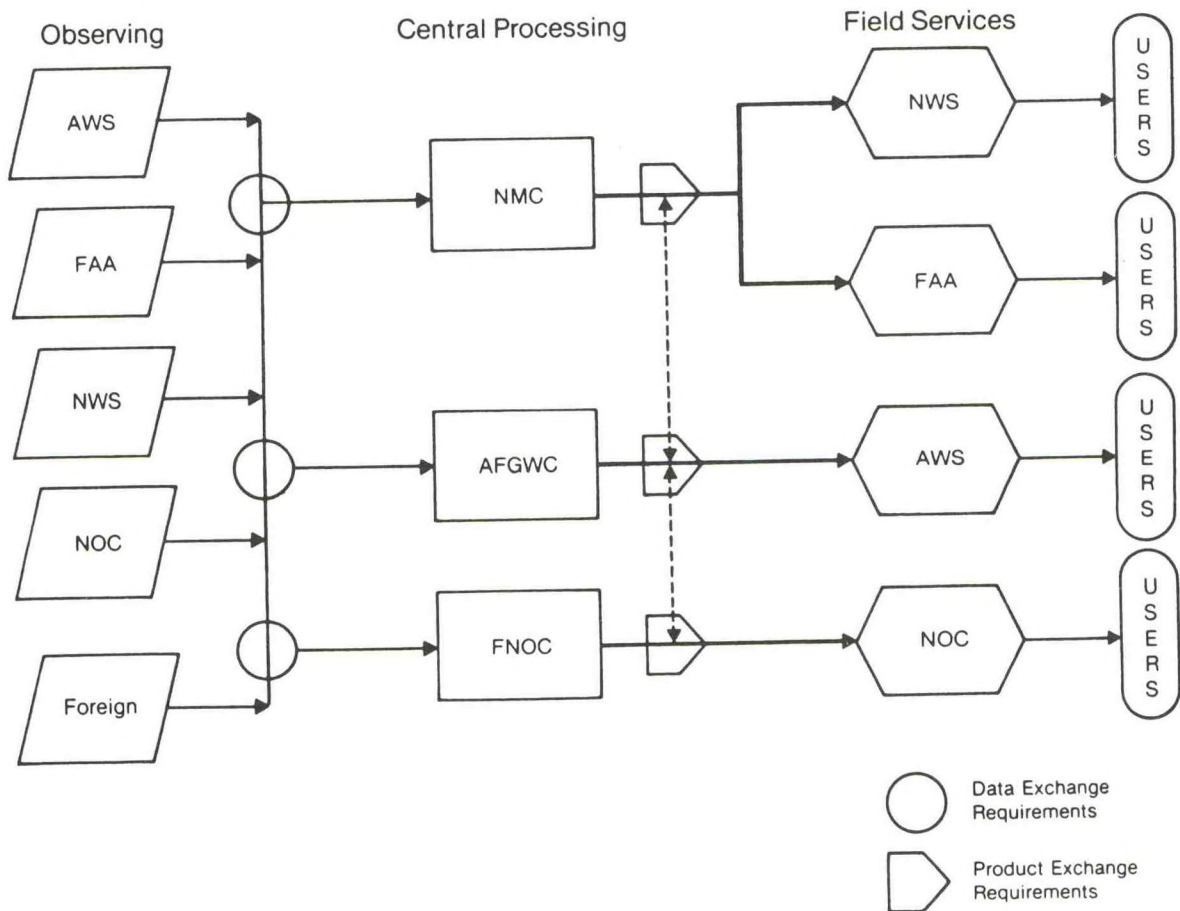 Observing
Central Processing
Field Services
AWS
FAA
NWS
NOC
Foreign
NMC
AFGWC
FNOC
NWS
FAA
AWS
NOC
USERS
USERS
USERS
USERS
Data Exchange
Requirements
Product Exchange
Requirements